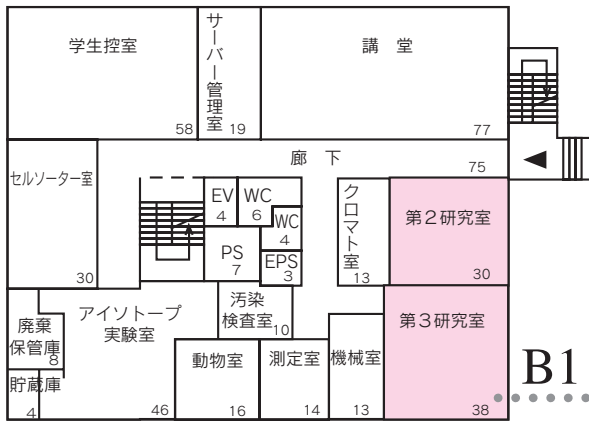 学生控室
58
サーバー管理室
19
講堂
77
廊下
75
セルソーター室
30
EV
4
WC
6
WC
4
PS
7
EPS
3
クロマト室
13
第2研究室
30
廃棄
保管庫
8
アイソトープ
実験室
46
汚染
検査室
10
第3研究室
38
貯蔵庫
4
動物室
16
測定室
14
機械室
13
B1